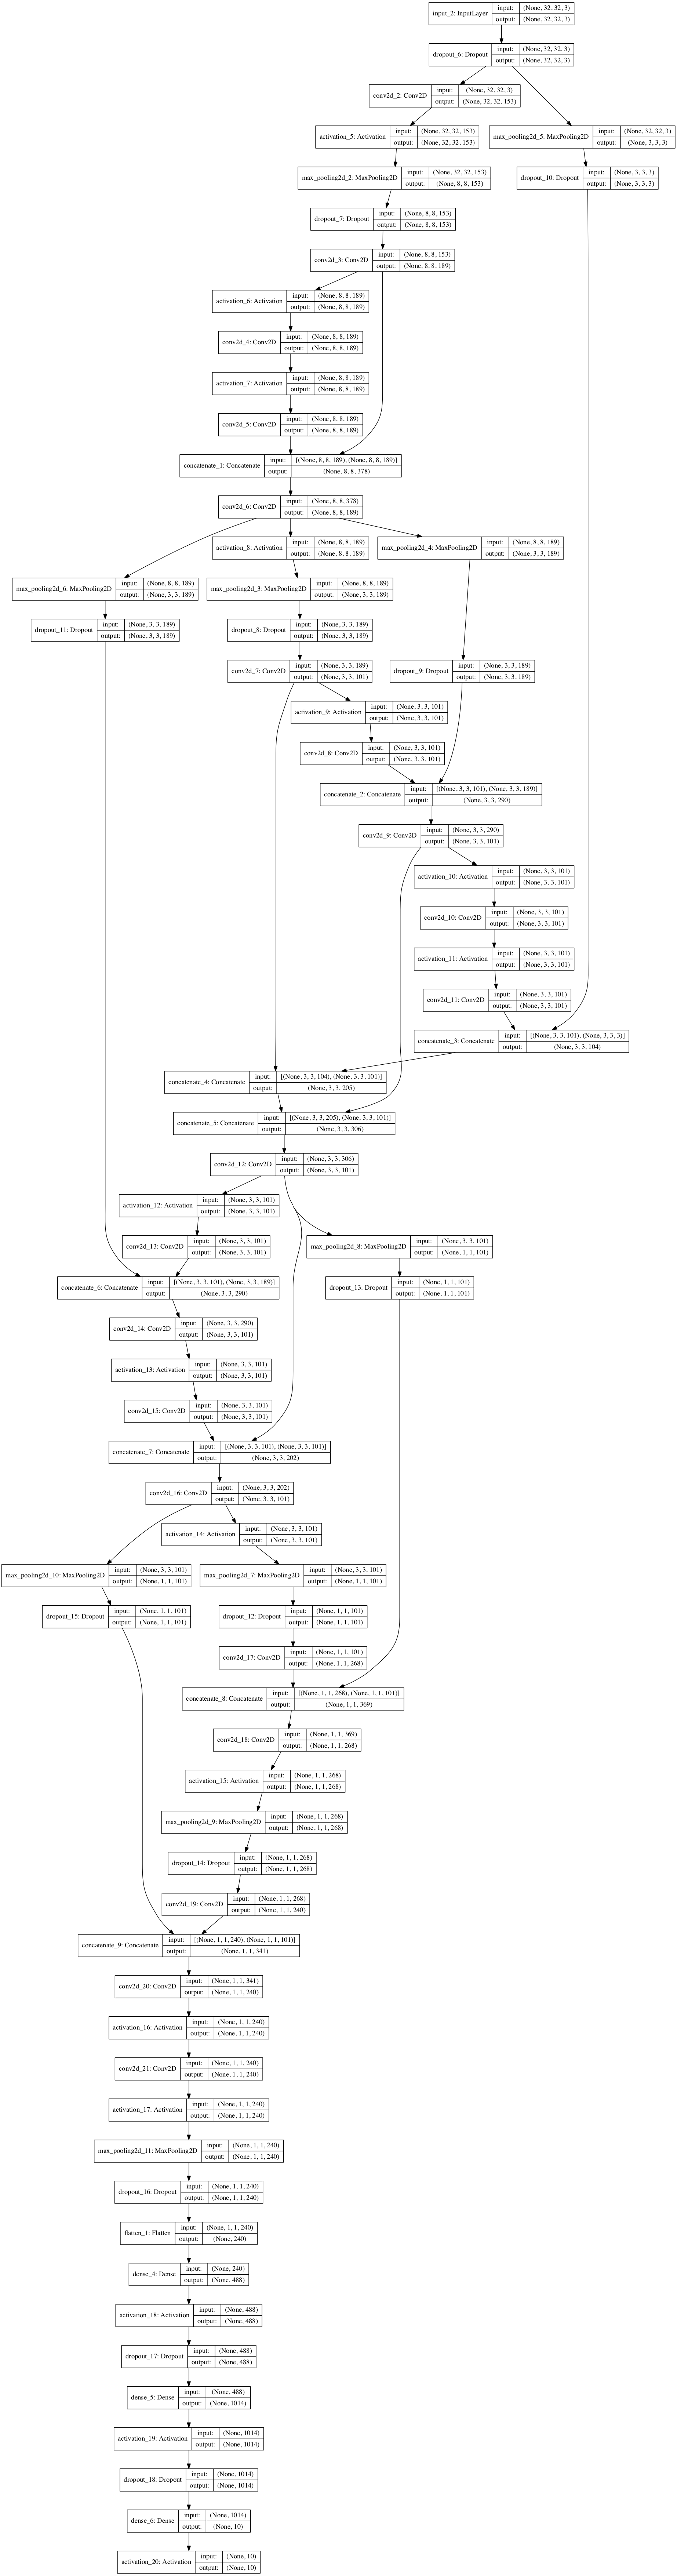 input_2: InputLayer
input: (None, 32, 32, 3)
output: (None, 32, 32, 3)
dropout_6: Dropout
input: (None, 32, 32, 3)
output: (None, 32, 32, 3)
conv2d_2: Conv2D
input: (None, 32, 32, 3)
output: (None, 32, 32, 153)
activation_5: Activation
input: (None, 32, 32, 153)
output: (None, 32, 32, 153)
max_pooling2d_5: MaxPooling2D
input: (None, 32, 32, 3)
output: (None, 3, 3, 3)
max_pooling2d_2: MaxPooling2D
input: (None, 32, 32, 153)
output: (None, 8, 8, 153)
dropout_10: Dropout
input: (None, 3, 3, 3)
output: (None, 3, 3, 3)
dropout_7: Dropout
input: (None, 8, 8, 153)
output: (None, 8, 8, 153)
conv2d_3: Conv2D
input: (None, 8, 8, 153)
output: (None, 8, 8, 189)
activation_6: Activation
input: (None, 8, 8, 189)
output: (None, 8, 8, 189)
conv2d_4: Conv2D
input: (None, 8, 8, 189)
output: (None, 8, 8, 189)
activation_7: Activation
input: (None, 8, 8, 189)
output: (None, 8, 8, 189)
conv2d_5: Conv2D
input: (None, 8, 8, 189)
output: (None, 8, 8, 189)
concatenate_1: Concatenate
input: [(None, 8, 8, 189), (None, 8, 8, 189)]
output: (None, 8, 8, 378)
conv2d_6: Conv2D
input: (None, 8, 8, 378)
output: (None, 8, 8, 189)
activation_8: Activation
input: (None, 8, 8, 189)
output: (None, 8, 8, 189)
max_pooling2d_4: MaxPooling2D
input: (None, 8, 8, 189)
output: (None, 3, 3, 189)
max_pooling2d_6: MaxPooling2D
input: (None, 8, 8, 189)
output: (None, 3, 3, 189)
max_pooling2d_3: MaxPooling2D
input: (None, 8, 8, 189)
output: (None, 3, 3, 189)
dropout_11: Dropout
input: (None, 3, 3, 189)
output: (None, 3, 3, 189)
dropout_8: Dropout
input: (None, 3, 3, 189)
output: (None, 3, 3, 189)
conv2d_7: Conv2D
input: (None, 3, 3, 189)
output: (None, 3, 3, 101)
dropout_9: Dropout
input: (None, 3, 3, 189)
output: (None, 3, 3, 189)
activation_9: Activation
input: (None, 3, 3, 101)
output: (None, 3, 3, 101)
conv2d_8: Conv2D
input: (None, 3, 3, 101)
output: (None, 3, 3, 101)
concatenate_2: Concatenate
input: [(None, 3, 3, 101), (None, 3, 3, 189)]
output: (None, 3, 3, 290)
conv2d_9: Conv2D
input: (None, 3, 3, 290)
output: (None, 3, 3, 101)
activation_10: Activation
input: (None, 3, 3, 101)
output: (None, 3, 3, 101)
conv2d_10: Conv2D
input: (None, 3, 3, 101)
output: (None, 3, 3, 101)
activation_11: Activation
input: (None, 3, 3, 101)
output: (None, 3, 3, 101)
conv2d_11: Conv2D
input: (None, 3, 3, 101)
output: (None, 3, 3, 101)
concatenate_3: Concatenate
input: [(None, 3, 3, 101), (None, 3, 3, 3)]
output: (None, 3, 3, 104)
concatenate_4: Concatenate
input: [(None, 3, 3, 104), (None, 3, 3, 101)]
output: (None, 3, 3, 205)
concatenate_5: Concatenate
input: [(None, 3, 3, 205), (None, 3, 3, 101)]
output: (None, 3, 3, 306)
conv2d_12: Conv2D
input: (None, 3, 3, 306)
output: (None, 3, 3, 101)
activation_12: Activation
input: (None, 3, 3, 101)
output: (None, 3, 3, 101)
conv2d_13: Conv2D
input: (None, 3, 3, 101)
output: (None, 3, 3, 101)
max_pooling2d_8: MaxPooling2D
input: (None, 3, 3, 101)
output: (None, 1, 1, 101)
concatenate_6: Concatenate
input: [(None, 3, 3, 101), (None, 3, 3, 189)]
output: (None, 3, 3, 290)
dropout_13: Dropout
input: (None, 1, 1, 101)
output: (None, 1, 1, 101)
conv2d_14: Conv2D
input: (None, 3, 3, 290)
output: (None, 3, 3, 101)
activation_13: Activation
input: (None, 3, 3, 101)
output: (None, 3, 3, 101)
conv2d_15: Conv2D
input: (None, 3, 3, 101)
output: (None, 3, 3, 101)
concatenate_7: Concatenate
input: [(None, 3, 3, 101), (None, 3, 3, 101)]
output: (None, 3, 3, 202)
conv2d_16: Conv2D
input: (None, 3, 3, 202)
output: (None, 3, 3, 101)
activation_14: Activation
input: (None, 3, 3, 101)
output: (None, 3, 3, 101)
max_pooling2d_10: MaxPooling2D
input: (None, 3, 3, 101)
output: (None, 1, 1, 101)
max_pooling2d_7: MaxPooling2D
input: (None, 3, 3, 101)
output: (None, 1, 1, 101)
dropout_15: Dropout
input: (None, 1, 1, 101)
output: (None, 1, 1, 101)
dropout_12: Dropout
input: (None, 1, 1, 101)
output: (None, 1, 1, 101)
conv2d_17: Conv2D
input: (None, 1, 1, 101)
output: (None, 1, 1, 268)
concatenate_8: Concatenate
input: [(None, 1, 1, 268), (None, 1, 1, 101)]
output: (None, 1, 1, 369)
conv2d_18: Conv2D
input: (None, 1, 1, 369)
output: (None, 1, 1, 268)
activation_15: Activation
input: (None, 1, 1, 268)
output: (None, 1, 1, 268)
max_pooling2d_9: MaxPooling2D
input: (None, 1, 1, 268)
output: (None, 1, 1, 268)
dropout_14: Dropout
input: (None, 1, 1, 268)
output: (None, 1, 1, 268)
conv2d_19: Conv2D
input: (None, 1, 1, 268)
output: (None, 1, 1, 240)
concatenate_9: Concatenate
input: [(None, 1, 1, 240), (None, 1, 1, 101)]
output: (None, 1, 1, 341)
conv2d_20: Conv2D
input: (None, 1, 1, 341)
output: (None, 1, 1, 240)
activation_16: Activation
input: (None, 1, 1, 240)
output: (None, 1, 1, 240)
conv2d_21: Conv2D
input: (None, 1, 1, 240)
output: (None, 1, 1, 240)
activation_17: Activation
input: (None, 1, 1, 240)
output: (None, 1, 1, 240)
max_pooling2d_11: MaxPooling2D
input: (None, 1, 1, 240)
output: (None, 1, 1, 240)
dropout_16: Dropout
input: (None, 1, 1, 240)
output: (None, 1, 1, 240)
flatten_1: Flatten
input: (None, 1, 1, 240)
output: (None, 240)
dense_4: Dense
input: (None, 240)
output: (None, 488)
activation_18: Activation
input: (None, 488)
output: (None, 488)
dropout_17: Dropout
input: (None, 488)
output: (None, 488)
dense_5: Dense
input: (None, 488)
output: (None, 1014)
activation_19: Activation
input: (None, 1014)
output: (None, 1014)
dropout_18: Dropout
input: (None, 1014)
output: (None, 1014)
dense_6: Dense
input: (None, 1014)
output: (None, 10)
activation_20: Activation
input: (None, 10)
output: (None, 10)